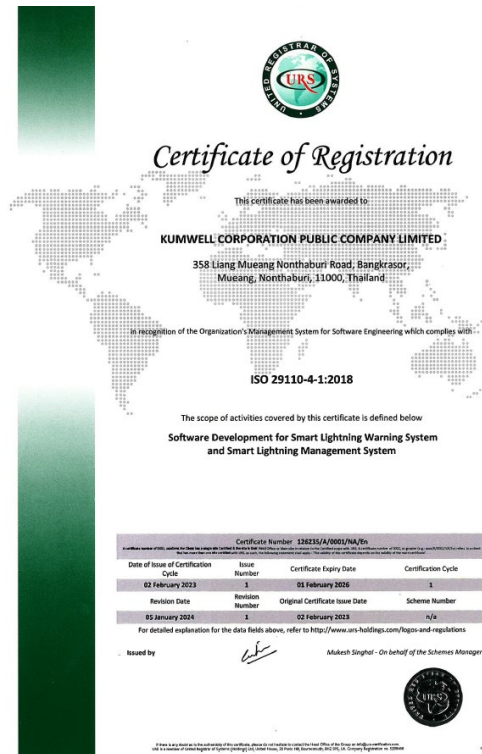 UNITED REGISTRAR OF SYSTEMS
URS
Certificate of Registration
This certificate has been awarded to
KUMWELL CORPORATION PUBLIC COMPANY LIMITED
358 Liang Mueang Nonthaburi Road, Bangkrasor,
Mueang, Nonthaburi, 11000, Thailand
in recognition of the Organization's Management System for Software Engineering which complies with
ISO 29110-4-1:2018
The scope of activities covered by this certificate is defined below
Software Development for Smart Lightning Warning System
and Smart Lightning Management System
Certificate Number 126235/A/0001/NA/En
Date of Issue of Certification Cycle Issue Number Certificate Expiry Date Certification Cycle
02 February 2023 1 01 February 2026 1
Revision Date Revision Number Original Certificate Issue Date Scheme Number
05 January 2024 1 02 February 2023 n/a
For detailed explanation for the data fields above, refer to http://www.urs-holdings.com/logos-and-regulations
Issued by
Mukesh Singhal - On behalf of the Schemes Manager
URS